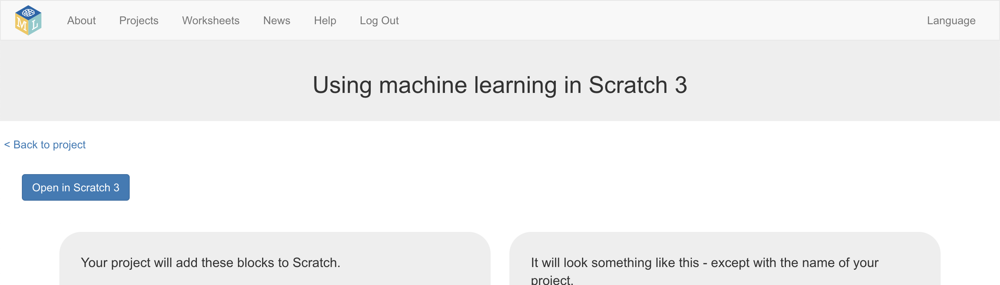 ML
About Projects Worksheets News Help Log Out Language
Using machine learning in Scratch 3
< Back to project
Open in Scratch 3
Your project will add these blocks to Scratch.
It will look something like this - except with the name of your
project.